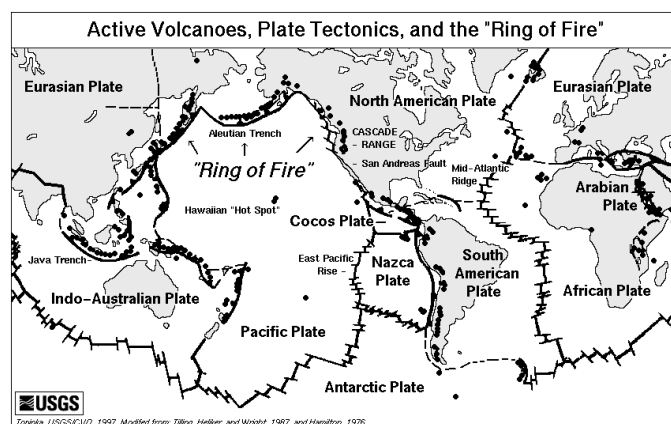 Active Volcanoes, Plate Tectonics, and the "Ring of Fire"
Eurasian Plate
North American Plate
Eurasian Plate
Aleutian Trench
CASCADE
RANGE
"Ring of Fire"
San Andreas Fault
Mid-Atlantic
Ridge
Arabian
Plate
Hawaiian "Hot Spot"
Cocos Plate
Java Trench
East Pacific
Rise
Nazca
Plate
South
American
Plate
Indo-Australian Plate
African Plate
Pacific Plate
Antarctic Plate
USGS
Topinka, USGS/CVO, 1997, Modified from: Tilling, Heliker, and Wright, 1987, and Hamilton, 1976